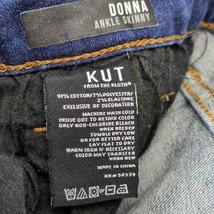 DONNA
ANKLE SKINNY
KUT
FROM THE KLOTH
96% COTTON/2% POLYESTER/
2% ELASTANE
EXCLUSIVE OF DECORATION
MACHINE WASH COLD
INSIDE OUT TO RETAIN COLOR
ONLY NON-CHLORINE BLEACH
WHEN NEEDED
TUMBLE DRY LOW
OR FOR BEST RESULTS
LAY FLAT TO DRY
WARM IRON IF NECESSARY
COLOR MAY TRANSFER
WHEN NEW
MADE IN CHINA